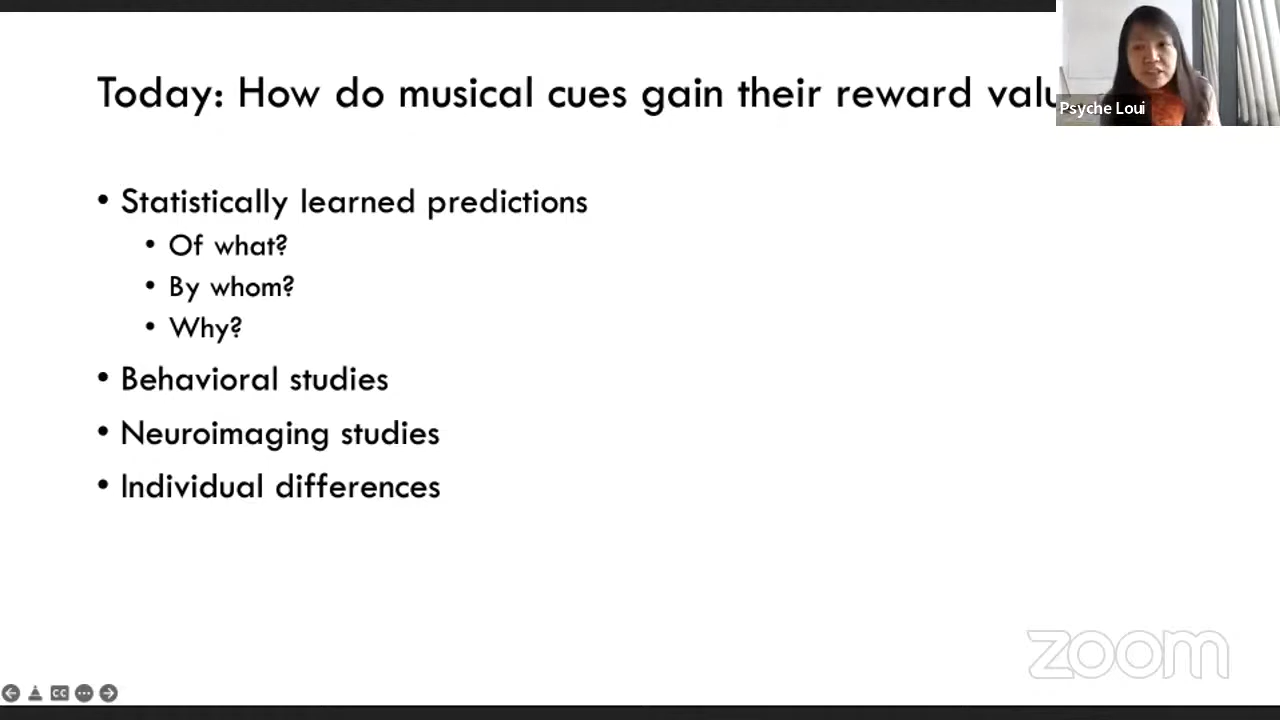 Today: How do musical cues gain their reward valu
Psyche Loui
• Statistically learned predictions
• Of what?
• By whom?
• Why?
• Behavioral studies
• Neuroimaging studies
• Individual differences
zoom
CC